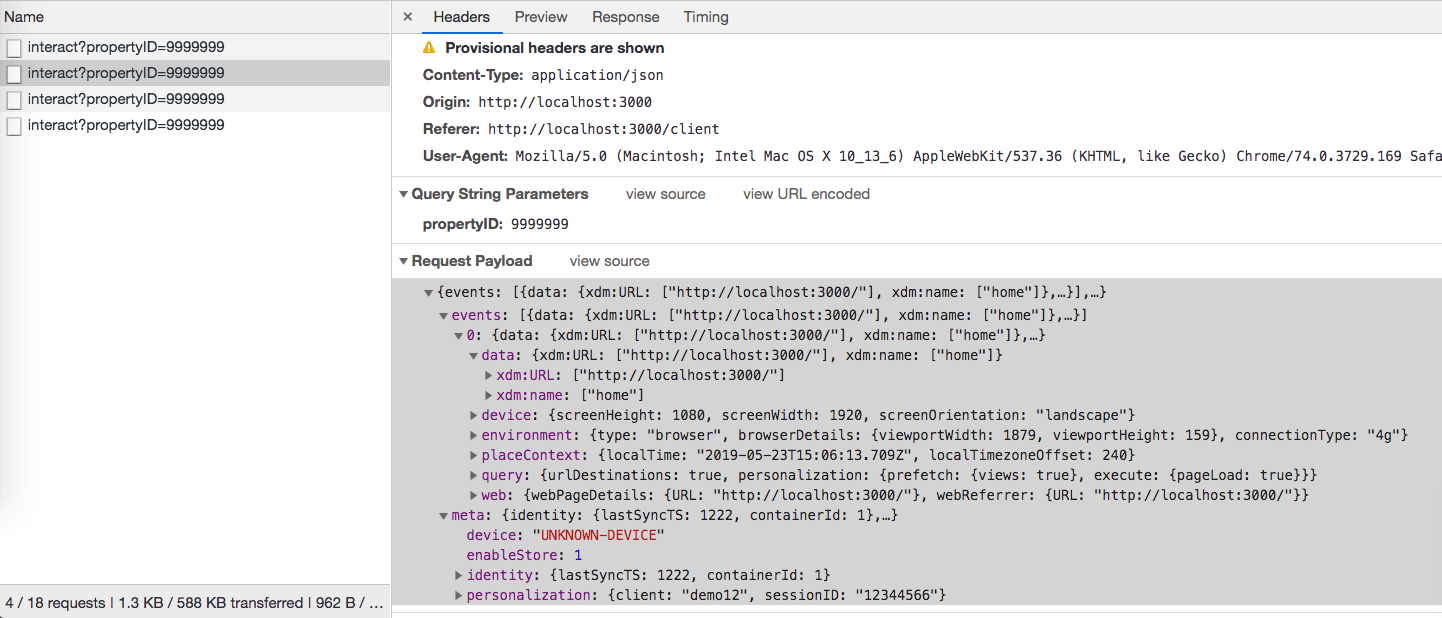 Name
interact?propertyID=9999999
interact?propertyID=9999999
interact?propertyID=9999999
interact?propertyID=9999999
4 / 18 requests | 1.3 KB / 588 KB transferred | 962 B / …
× Headers Preview Response Timing
Provisional headers are shown
Content-Type: application/json
Origin: http://localhost:3000
Referer: http://localhost:3000/client
User-Agent: Mozilla/5.0 (Macintosh; Intel Mac OS X 10_13_6) AppleWebKit/537.36 (KHTML, like Gecko) Chrome/74.0.3729.169 Safa
▼Query String Parameters view source view URL encoded
propertyID: 9999999
▼Request Payload view source
▼{events: [{data: {xdm:URL: ["http://localhost:3000/"], xdm:name: ["home"]},…}],…}
▼events: [{data: {xdm:URL: ["http://localhost:3000/"], xdm:name: ["home"]},…}]
▼0: {data: {xdm:URL: ["http://localhost:3000/"], xdm:name: ["home"]},…}
▼data: {xdm:URL: ["http://localhost:3000/"], xdm:name: ["home"]}
▶xdm:URL: ["http://localhost:3000/"]
▶xdm:name: ["home"]
▶device: {screenHeight: 1080, screenWidth: 1920, screenOrientation: "landscape"}
▶environment: {type: "browser", browserDetails: {viewportWidth: 1879, viewportHeight: 159}, connectionType: "4g"}
▶placeContext: {localTime: "2019-05-23T15:06:13.709Z", localTimezoneOffset: 240}
▶query: {urlDestinations: true, personalization: {prefetch: {views: true}, execute: {pageLoad: true}}}
▶web: {webPageDetails: {URL: "http://localhost:3000/"}, webReferrer: {URL: "http://localhost:3000/"}}
▼meta: {identity: {lastSyncTS: 1222, containerId: 1},…}
device: "UNKNOWN-DEVICE"
enableStore: 1
▶identity: {lastSyncTS: 1222, containerId: 1}
▶personalization: {client: "demo12", sessionID: "12344566"}